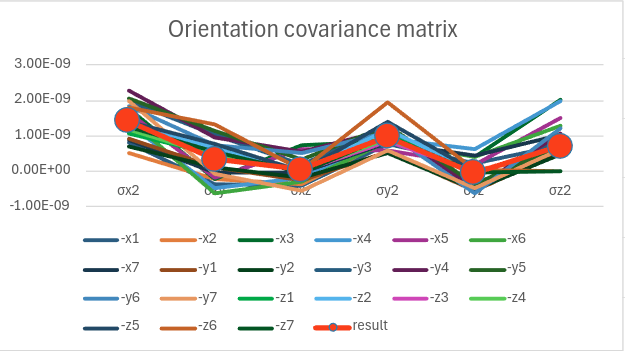 Orientation covariance matrix
3.00E-09
2.00E-09
1.00E-09
0.00E+00
-1.00E-09
σx2 σxz σy2 σz2
-x1 -x2 -x3 -x4 -x5 -x6
-x7 -y1 -y2 -y3 -y4 -y5
-y6 -y7 -z1 -z2 -z3 -z4
-z5 -z6 -z7 result